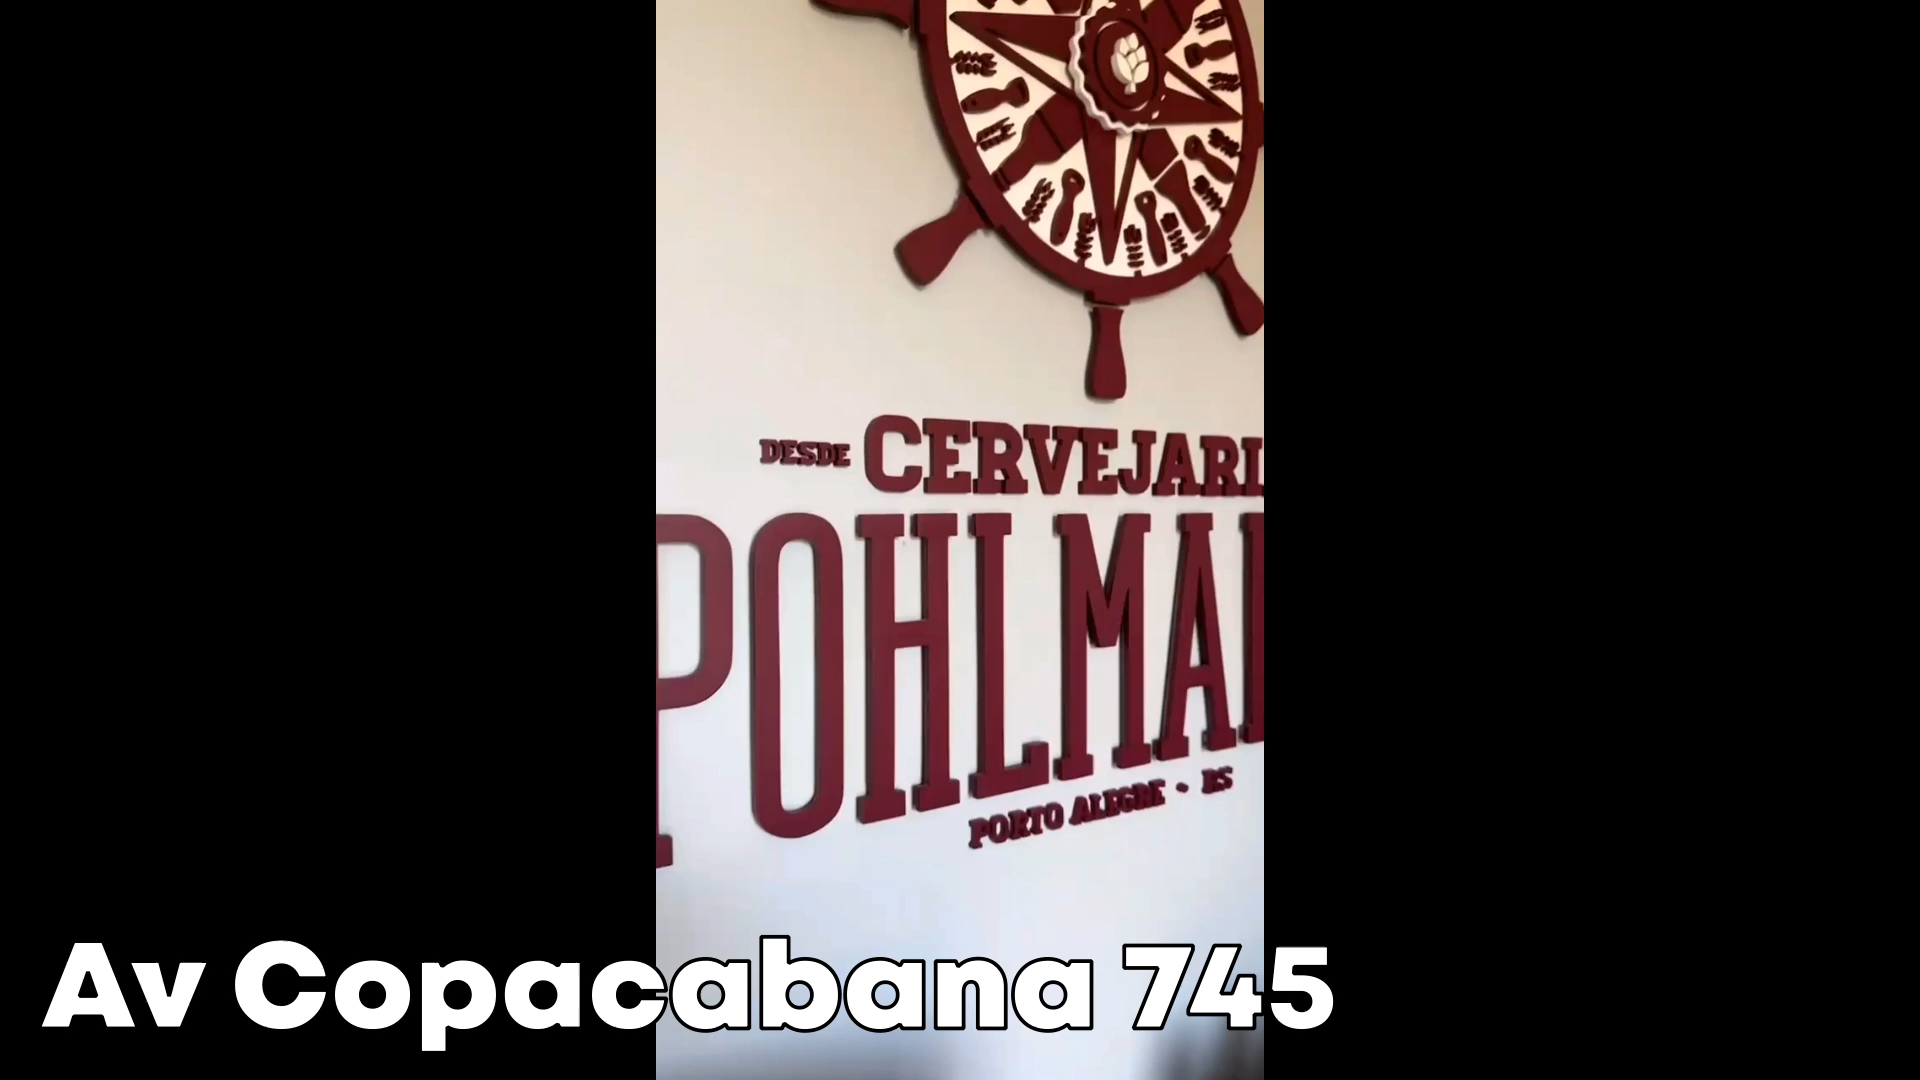 DESDE CERVEJARI
POHLMA
PORTO ALEGRE • RS
Av Copacabana 745